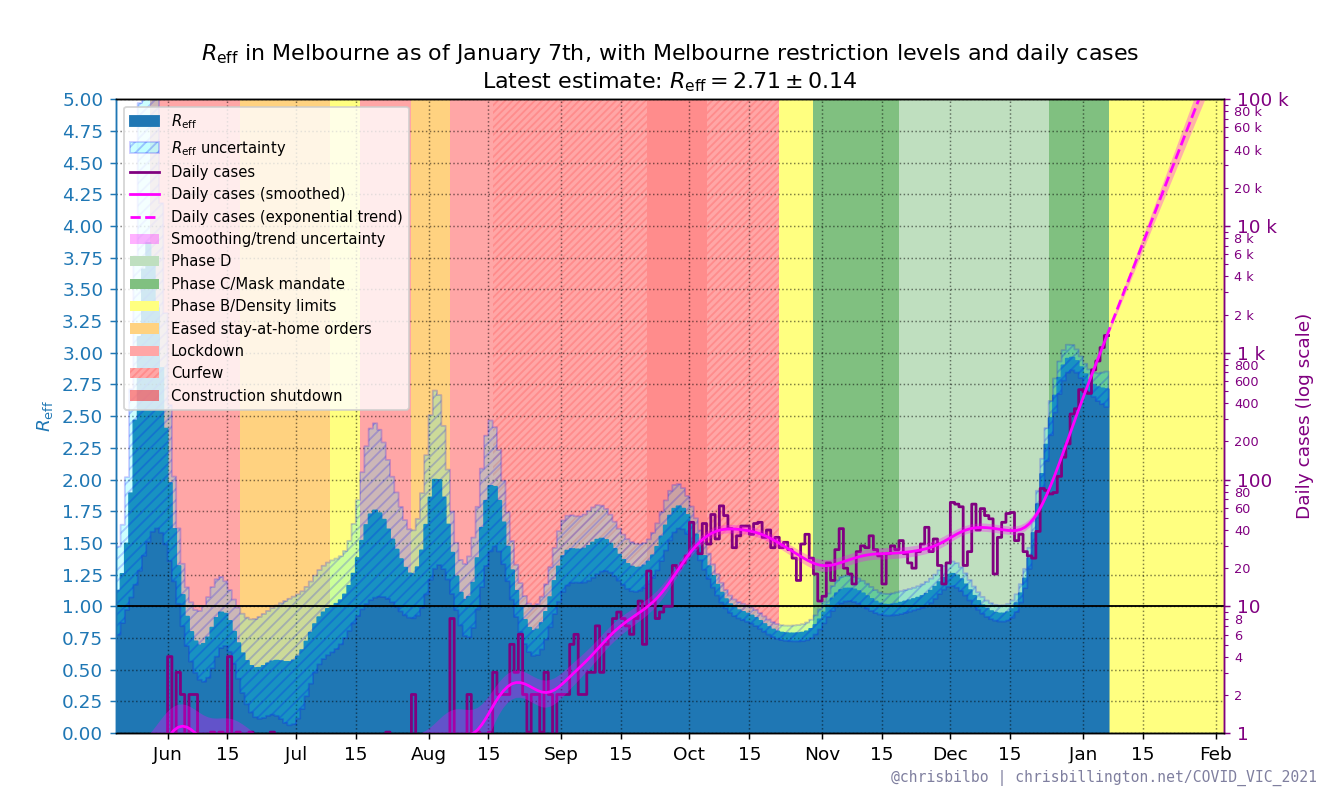 Reff in Melbourne as of January 7th, with Melbourne restriction levels and daily cases
Latest estimate: Reff = 2.71 ± 0.14
5.00
4.75
4.50
4.25
4.00
3.75
3.50
3.25
3.00
2.75
2.50
2.25
2.00
1.75
1.50
1.25
1.00
0.75
0.50
0.25
0.00
Reff
Reff
Reff uncertainty
Daily cases
Daily cases (smoothed)
Daily cases (exponential trend)
Smoothing/trend uncertainty
Phase D
Phase C/Mask mandate
Phase B/Density limits
Eased stay-at-home orders
Lockdown
Curfew
Construction shutdown
100 k
80 k
60 k
40 k
20 k
10 k
8 k
6 k
4 k
2 k
1 k
800
600
400
200
100
80
60
40
20
10
8
6
4
2
1
Daily cases (log scale)
Jun 15 Jul 15 Aug 15 Sep 15 Oct 15 Nov 15 Dec 15 Jan 15 Feb
@chrisbilbo | chrisbillington.net/COVID_VIC_2021